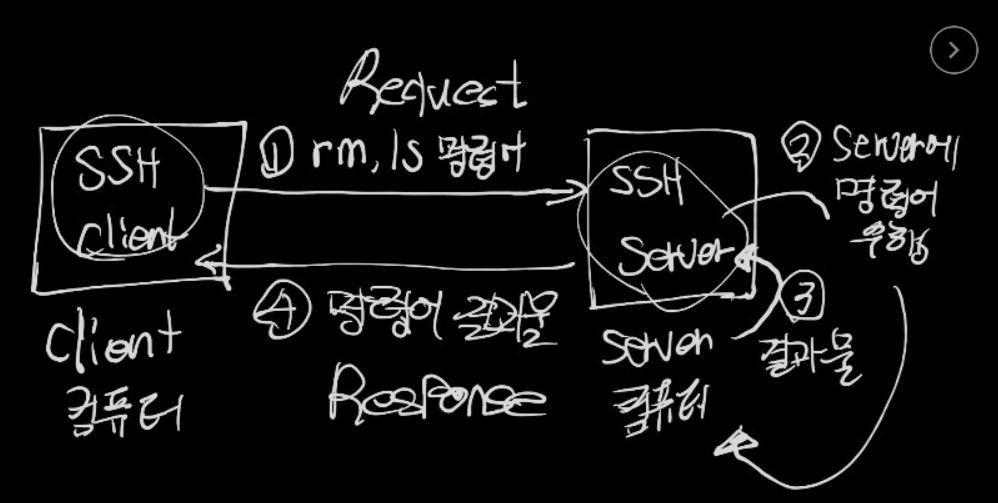 Request
① rm, ls 명령어
SSH
client
SSH
server
② server에
명령어
수행
④ 명령어 결과물
Response
③
결과물
client
컴퓨터
server
컴퓨터